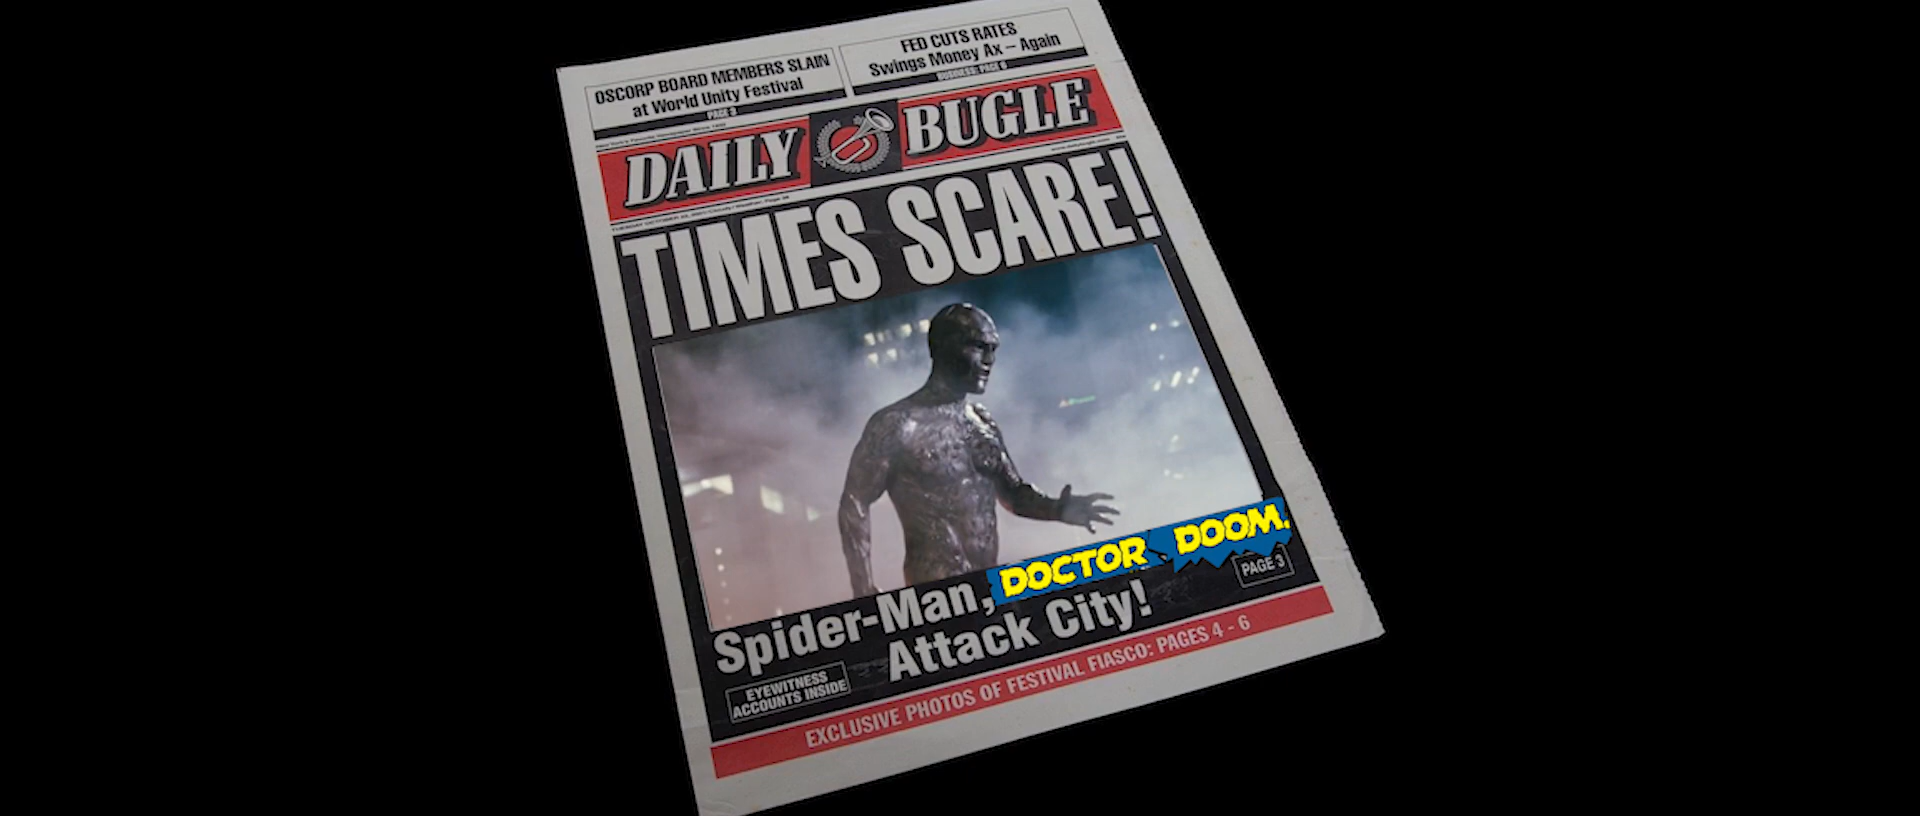 OSCORP BOARD MEMBERS SLAIN
at World Unity Festival
PAGE 3
FED CUTS RATES
Swings Money Ax – Again
DAILY BUGLE
TIMES SCARE!
Spider-Man, DOCTOR DOOM.
Attack City!
PAGE 3
EYEWITNESS
ACCOUNTS INSIDE
EXCLUSIVE PHOTOS OF FESTIVAL FIASCO: PAGES 4 - 6